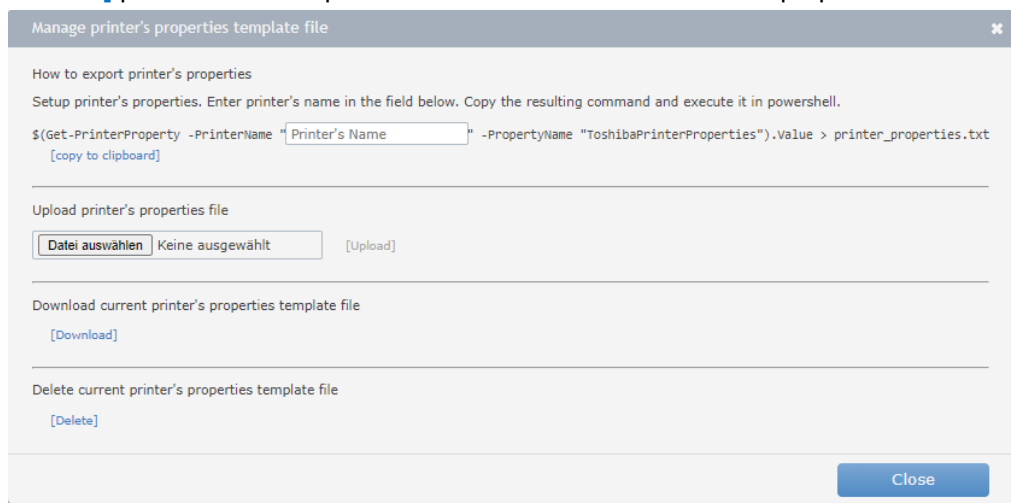 Manage printer's properties template file
How to export printer's properties
Setup printer's properties. Enter printer's name in the field below. Copy the resulting command and execute it in powershell.
$(Get-PrinterProperty -PrinterName "Printer's Name" -PropertyName "ToshibaPrinterProperties").Value > printer_properties.txt
[copy to clipboard]
Upload printer's properties file
Datei auswählen Keine ausgewählt [Upload]
Download current printer's properties template file
[Download]
Delete current printer's properties template file
[Delete]
Close